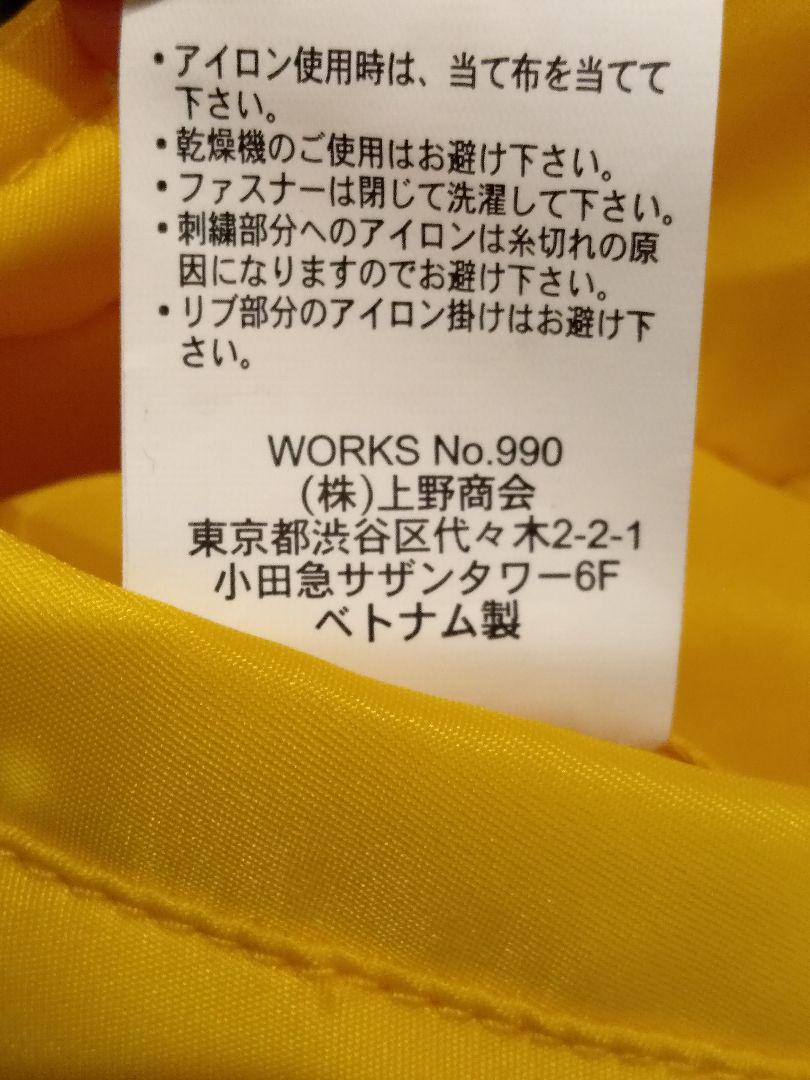 ・アイロン使用時は、当て布を当てて
下さい。
・乾燥機のご使用はお避け下さい。
・ファスナーは閉じて洗濯して下さい。
・刺繍部分へのアイロンは糸切れの原
因になりますのでお避け下さい。
・リブ部分のアイロン掛けはお避け下
さい。
WORKS No.990
(株)上野商会
東京都渋谷区代々木2-2-1
小田急サザンタワー6F
ベトナム製